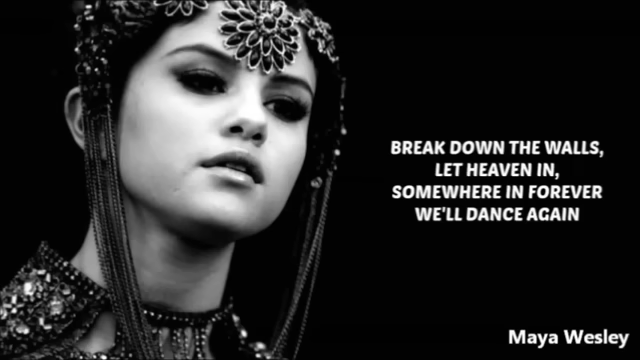 BREAK DOWN THE WALLS,
LET HEAVEN IN,
SOMEWHERE IN FOREVER
WE'LL DANCE AGAIN
Maya Wesley